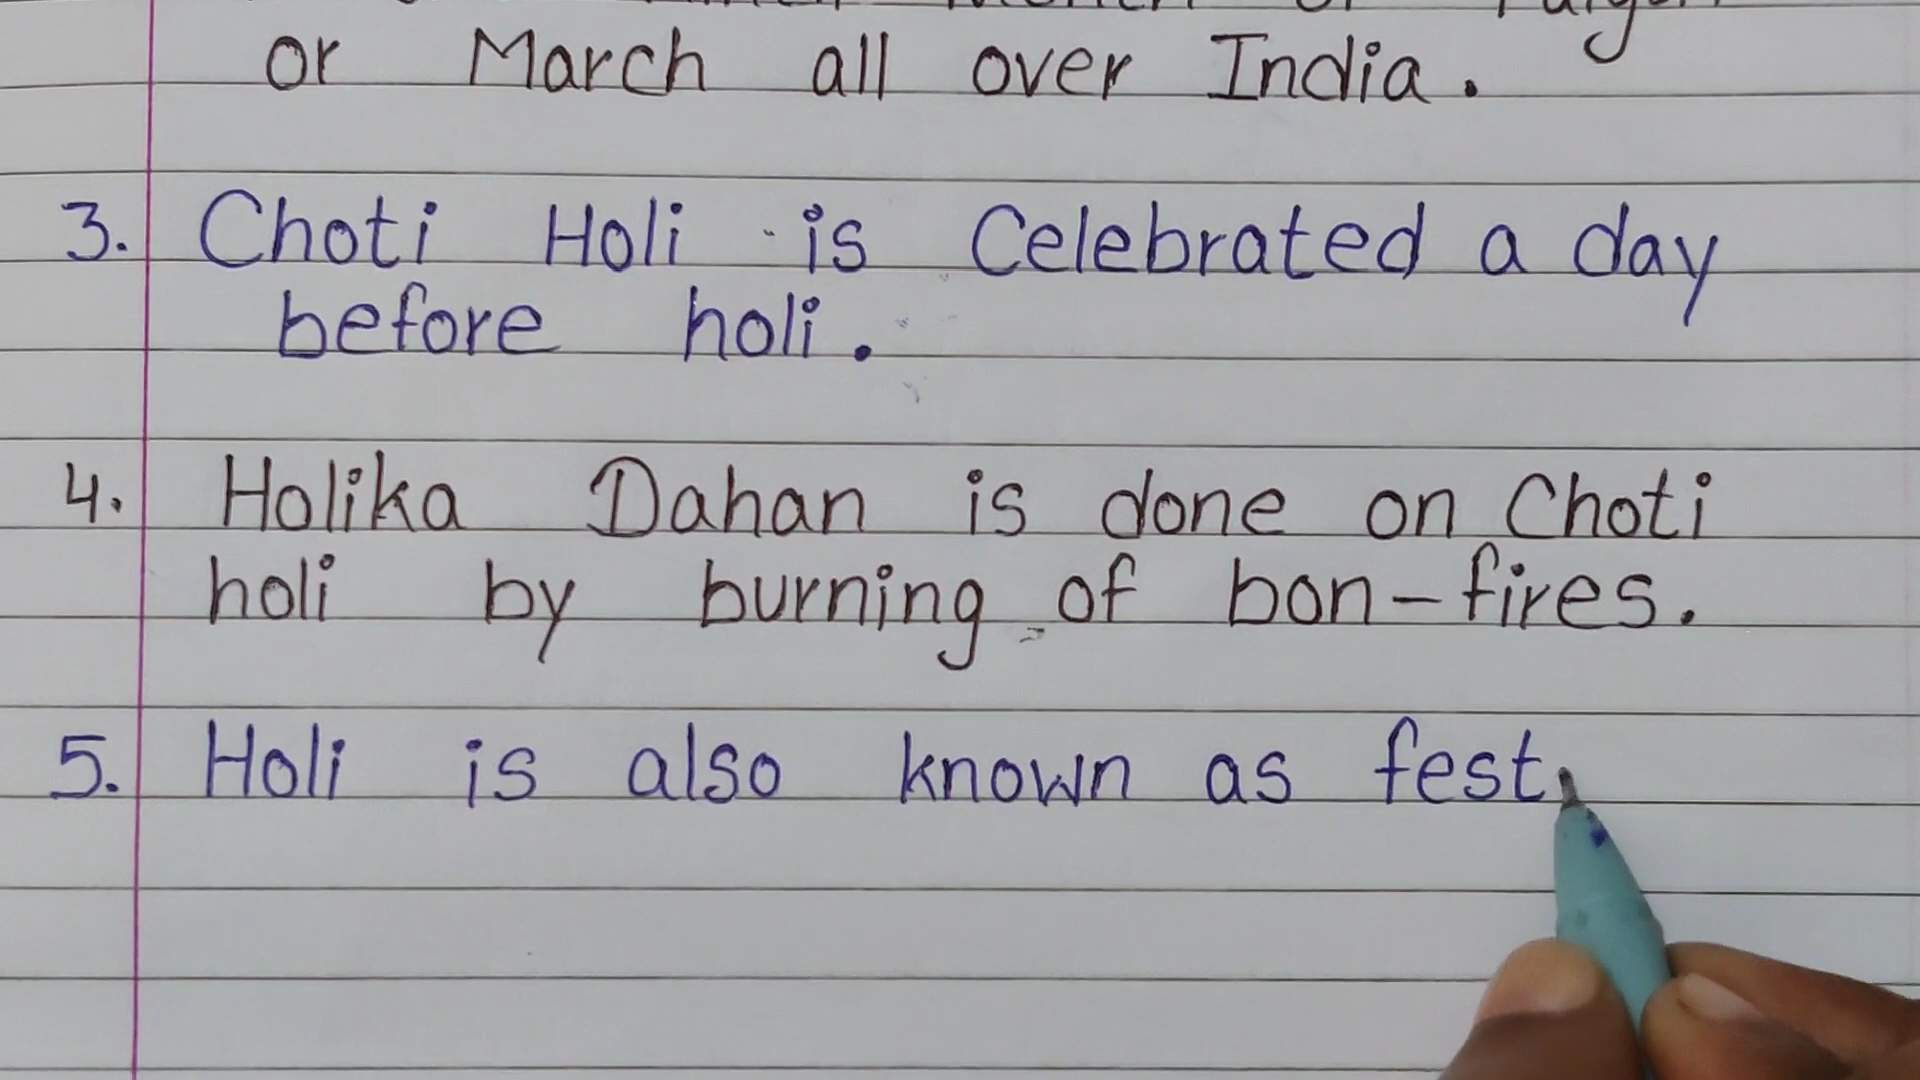 or March all over India.
3. Choti Holi is Celebrated a day
before holi.
4. Holika Dahan is done on Choti
holi by burning of bon-fires.
5. Holi is also known as fest